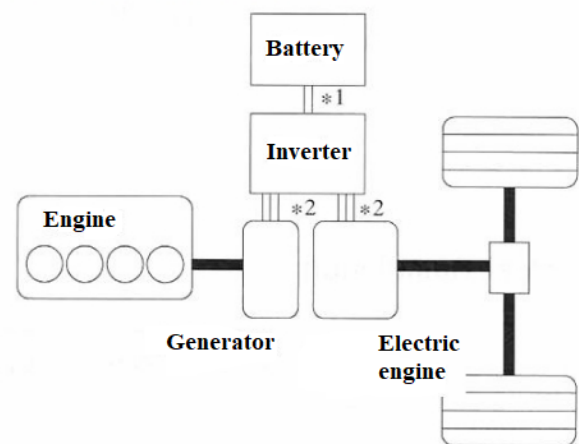 Battery
*1
Inverter
*2
*2
Engine
Generator
Electric
engine